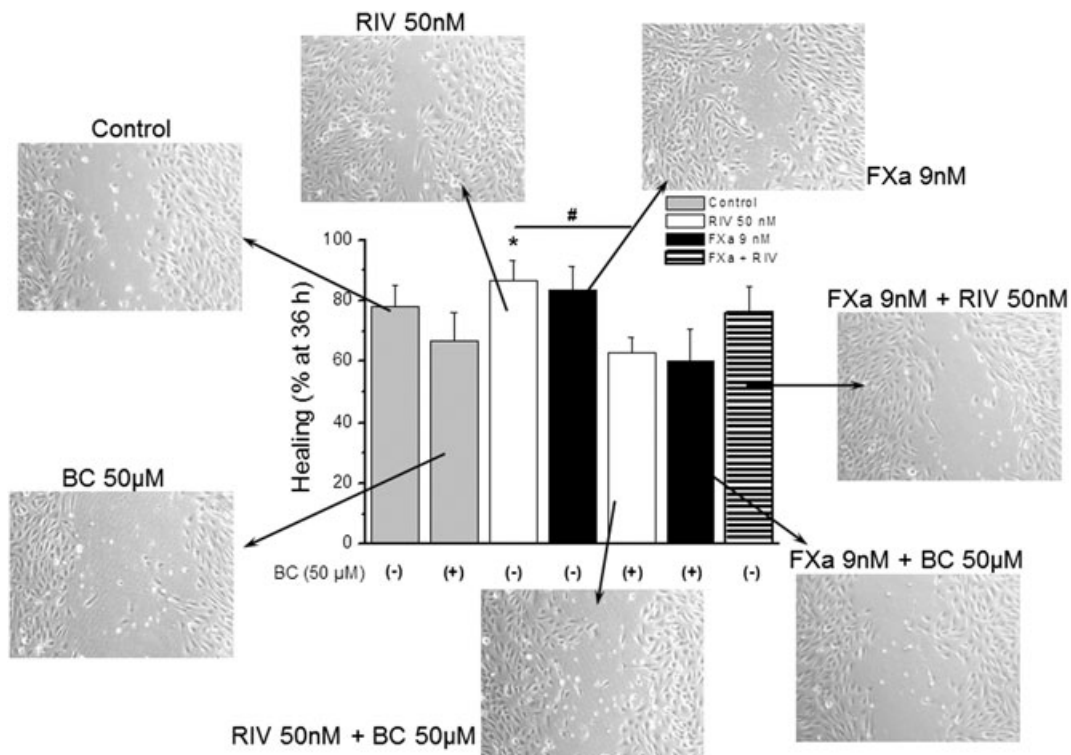 RIV 50nM
Control
FXa 9nM
Control
RIV 50 nM
FXa 9 nM
FXa + RIV
#
*
Healing (% at 36 h)
100
80
60
40
20
0
FXa 9nM + RIV 50nM
BC 50µM
BC (50 µM) (-) (+) (-) (-) (+) (+) (-)
FXa 9nM + BC 50µM
RIV 50nM + BC 50µM